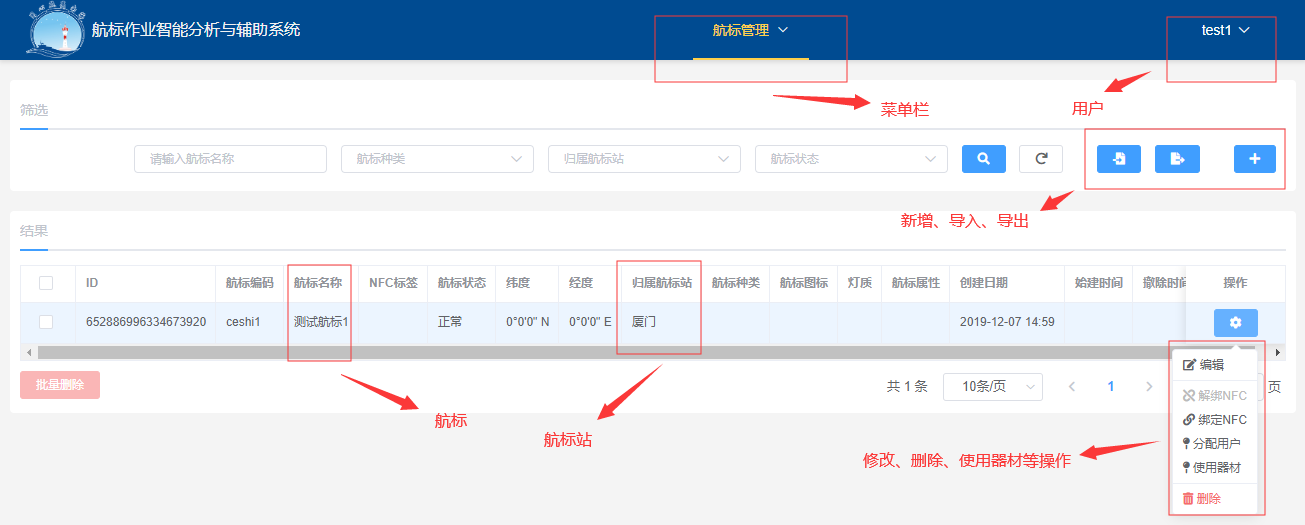 航标作业智能分析与辅助系统
航标管理
test1
菜单栏
用户
筛选
请输入航标名称
航标种类
归属航标站
航标状态
新增、导入、导出
结果
ID 航标编码 航标名称 NFC标签 航标状态 纬度 经度 归属航标站 航标种类 航标图标 灯质 航标属性 创建日期 始建时间 撤除时间 操作
652886996334673920 ceshi1 测试航标1 正常 0°0'0" N 0°0'0" E 厦门 2019-12-07 14:59
批量删除
共 1 条
10条/页
1
页
编辑
解绑NFC
绑定NFC
分配用户
使用器材
删除
航标
航标站
修改、删除、使用器材等操作